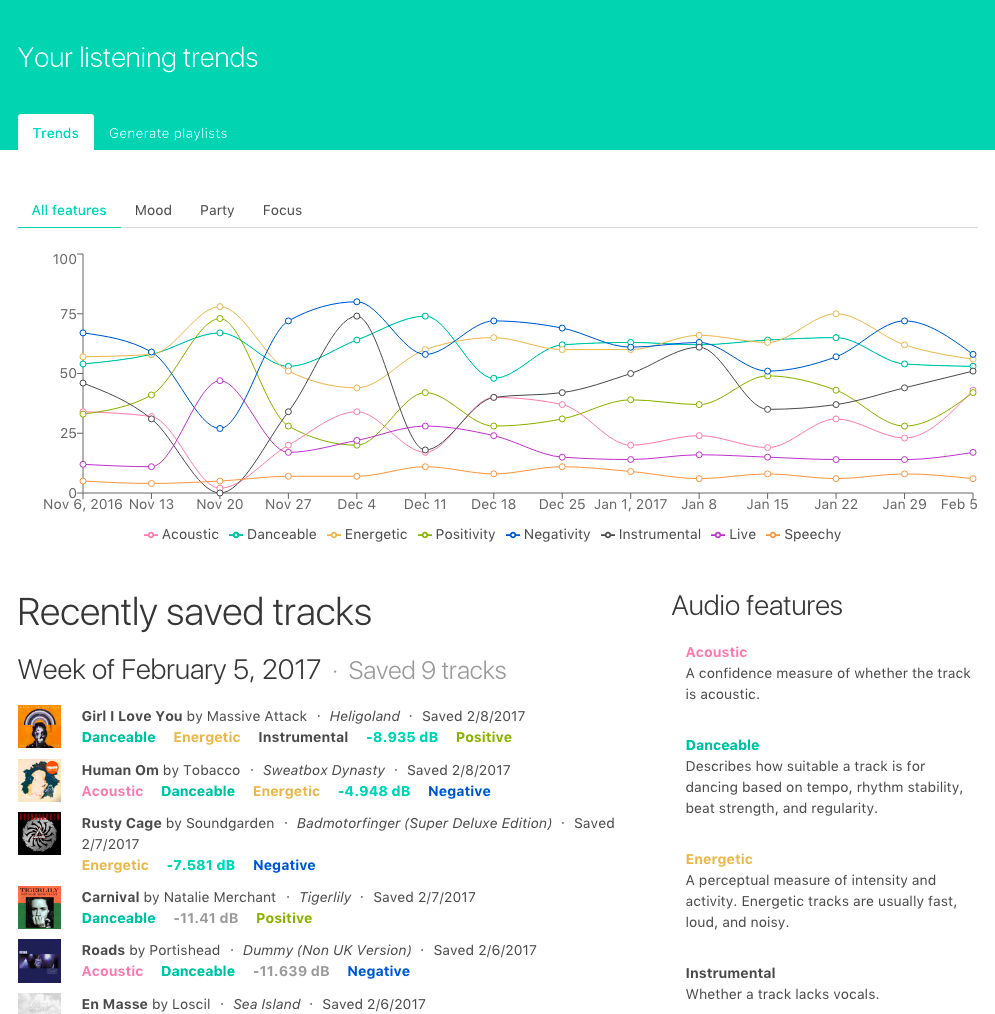 Your listening trends
Trends Generate playlists
All features Mood Party Focus
100
75
50
25
0
Nov 6, 2016 Nov 13 Nov 20 Nov 27 Dec 4 Dec 11 Dec 18 Dec 25 Jan 1, 2017 Jan 8 Jan 15 Jan 22 Jan 29 Feb 5
Acoustic Danceable Energetic Positivity Negativity Instrumental Live Speechy
Recently saved tracks
Week of February 5, 2017 · Saved 9 tracks
Girl I Love You by Massive Attack · Heligoland · Saved 2/8/2017
Danceable Energetic Instrumental -8.935 dB Positive
Human Om by Tobacco · Sweatbox Dynasty · Saved 2/8/2017
Acoustic Danceable Energetic -4.948 dB Negative
Rusty Cage by Soundgarden · Badmotorfinger (Super Deluxe Edition) · Saved
2/7/2017
Energetic -7.581 dB Negative
TIGERLILY
Carnival by Natalie Merchant · Tigerlily · Saved 2/7/2017
Danceable -11.41 dB Positive
Roads by Portishead · Dummy (Non UK Version) · Saved 2/6/2017
Acoustic Danceable -11.639 dB Negative
En Masse by Loscil · Sea Island · Saved 2/6/2017
Audio features
Acoustic
A confidence measure of whether the track
is acoustic.
Danceable
Describes how suitable a track is for
dancing based on tempo, rhythm stability,
beat strength, and regularity.
Energetic
A perceptual measure of intensity and
activity. Energetic tracks are usually fast,
loud, and noisy.
Instrumental
Whether a track lacks vocals.